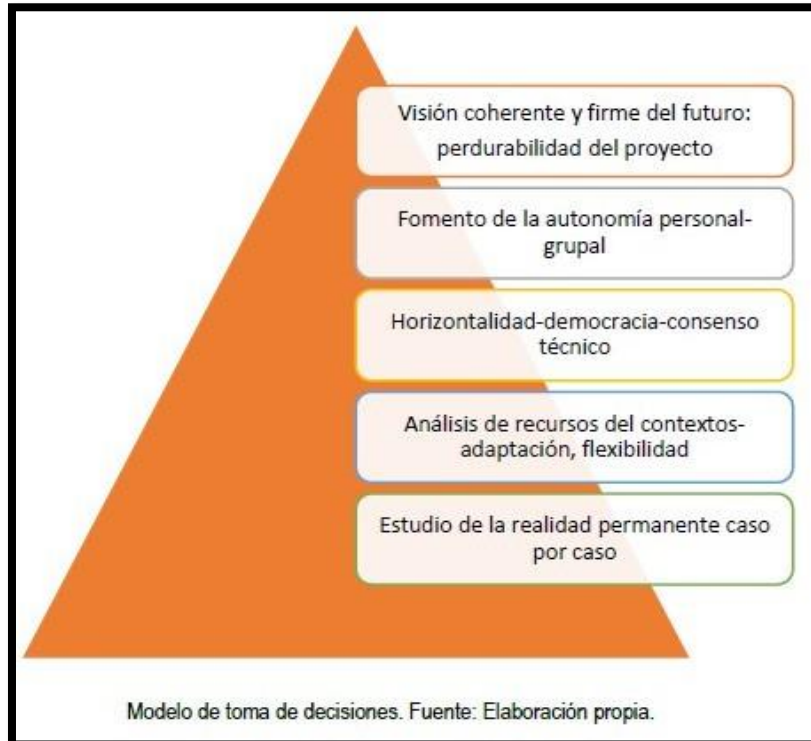 Visión coherente y firme del futuro:
perdurabilidad del proyecto
Fomento de la autonomía personal-
grupal
Horizontalidad-democracia-consenso
técnico
Análisis de recursos del contextos-
adaptación, flexibilidad
Estudio de la realidad permanente caso
por caso
Modelo de toma de decisiones. Fuente: Elaboración propia.